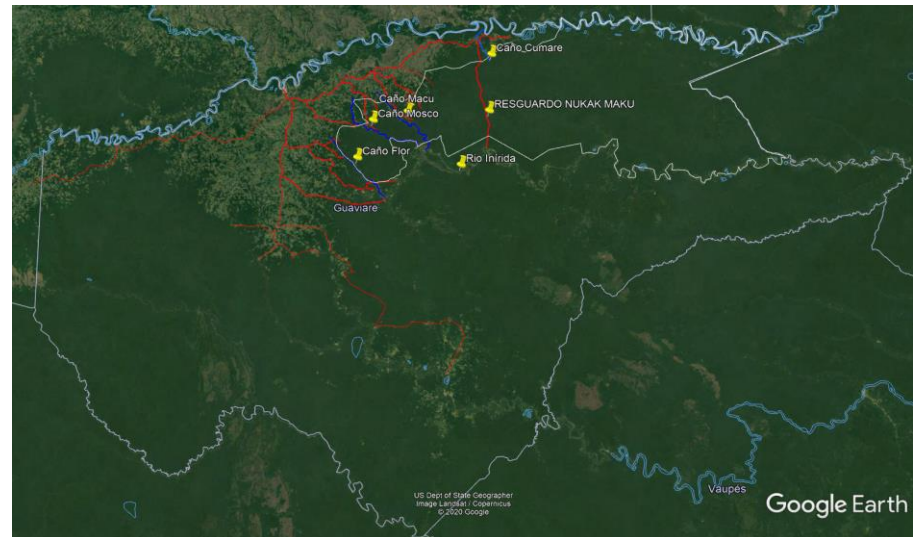 Caño Cumare
Caño Macu
RESGUARDO NUKAK MAKU
Caño Mosco
Caño Flor
Rio Inirida
Guaviare
Vaupés
US Dept of State Geographer
Image Landsat / Copernicus
© 2020 Google
Google Earth